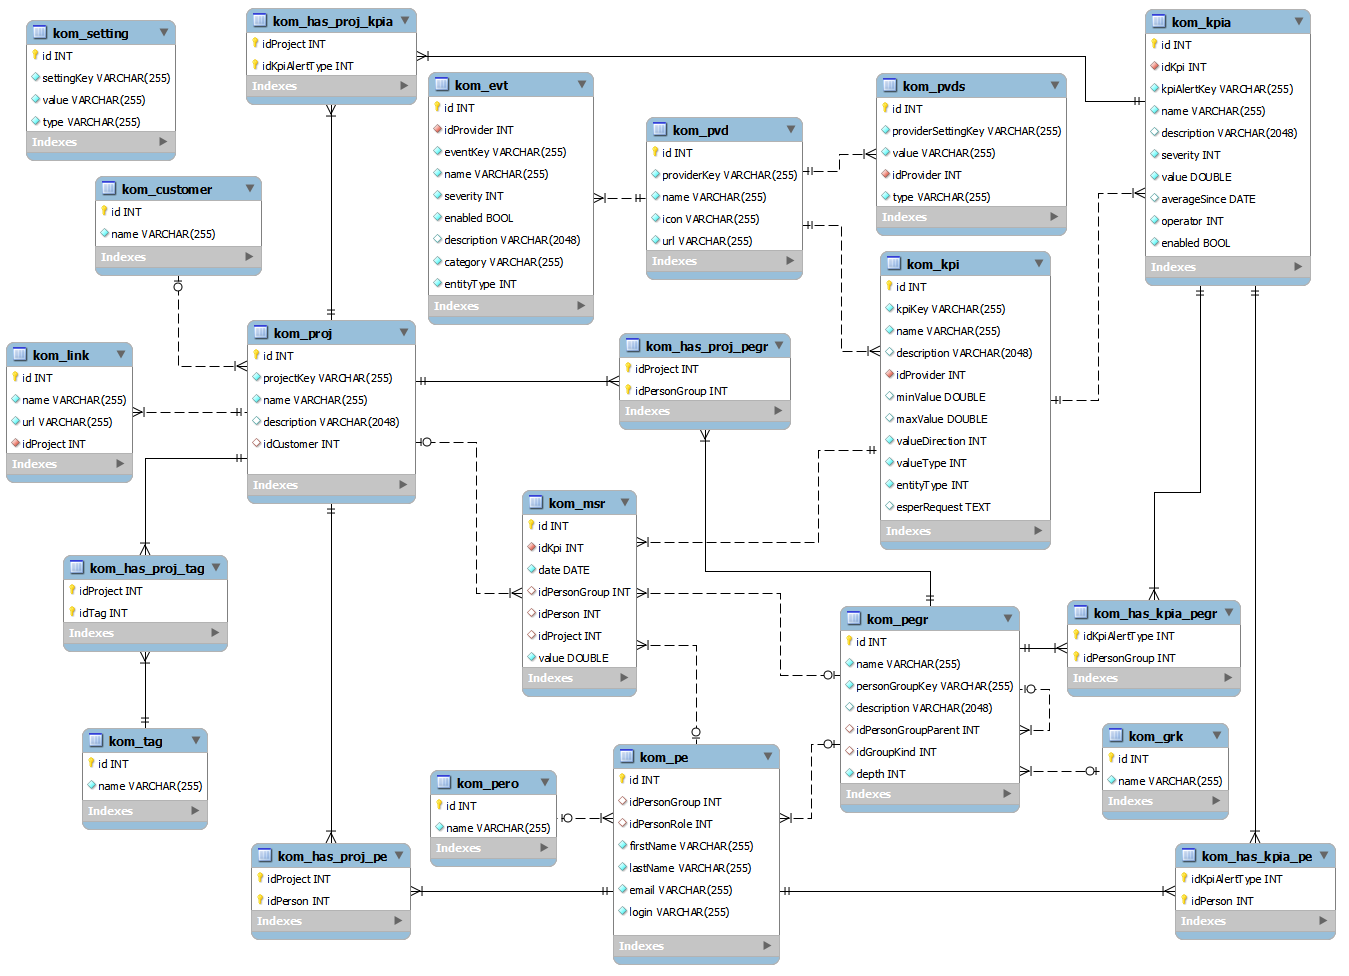 kom_setting
id INT
settingKey VARCHAR(255)
value VARCHAR(255)
type VARCHAR(255)
Indexes
kom_has_proj_kpia
idProject INT
idKpiAlertType INT
Indexes
kom_evt
id INT
idProvider INT
eventKey VARCHAR(255)
name VARCHAR(255)
severity INT
enabled BOOL
description VARCHAR(2048)
category VARCHAR(255)
entityType INT
Indexes
kom_pvd
id INT
providerKey VARCHAR(255)
name VARCHAR(255)
icon VARCHAR(255)
url VARCHAR(255)
Indexes
kom_pvds
id INT
providerSettingKey VARCHAR(255)
value VARCHAR(255)
idProvider INT
type VARCHAR(255)
Indexes
kom_kpia
id INT
idKpi INT
kpiAlertKey VARCHAR(255)
name VARCHAR(255)
description VARCHAR(2048)
severity INT
value DOUBLE
averageSince DATE
operator INT
enabled BOOL
Indexes
kom_customer
id INT
name VARCHAR(255)
Indexes
kom_kpi
id INT
kpiKey VARCHAR(255)
name VARCHAR(255)
description VARCHAR(2048)
idProvider INT
minValue DOUBLE
maxValue DOUBLE
valueDirection INT
valueType INT
entityType INT
esperRequest TEXT
Indexes
kom_link
id INT
name VARCHAR(255)
url VARCHAR(255)
idProject INT
Indexes
kom_proj
id INT
projectKey VARCHAR(255)
name VARCHAR(255)
description VARCHAR(2048)
idCustomer INT
Indexes
kom_has_proj_pegr
idProject INT
idPersonGroup INT
Indexes
kom_msr
id INT
idKpi INT
date DATE
idPersonGroup INT
idPerson INT
idProject INT
value DOUBLE
Indexes
kom_has_proj_tag
idProject INT
idTag INT
Indexes
kom_pegr
id INT
name VARCHAR(255)
personGroupKey VARCHAR(255)
description VARCHAR(2048)
idPersonGroupParent INT
idGroupKind INT
depth INT
Indexes
kom_has_kpia_pegr
idKpiAlertType INT
idPersonGroup INT
Indexes
kom_tag
id INT
name VARCHAR(255)
Indexes
kom_grk
id INT
name VARCHAR(255)
Indexes
kom_pero
id INT
name VARCHAR(255)
Indexes
kom_pe
id INT
idPersonGroup INT
idPersonRole INT
firstName VARCHAR(255)
lastName VARCHAR(255)
email VARCHAR(255)
login VARCHAR(255)
Indexes
kom_has_proj_pe
idProject INT
idPerson INT
Indexes
kom_has_kpia_pe
idKpiAlertType INT
idPerson INT
Indexes